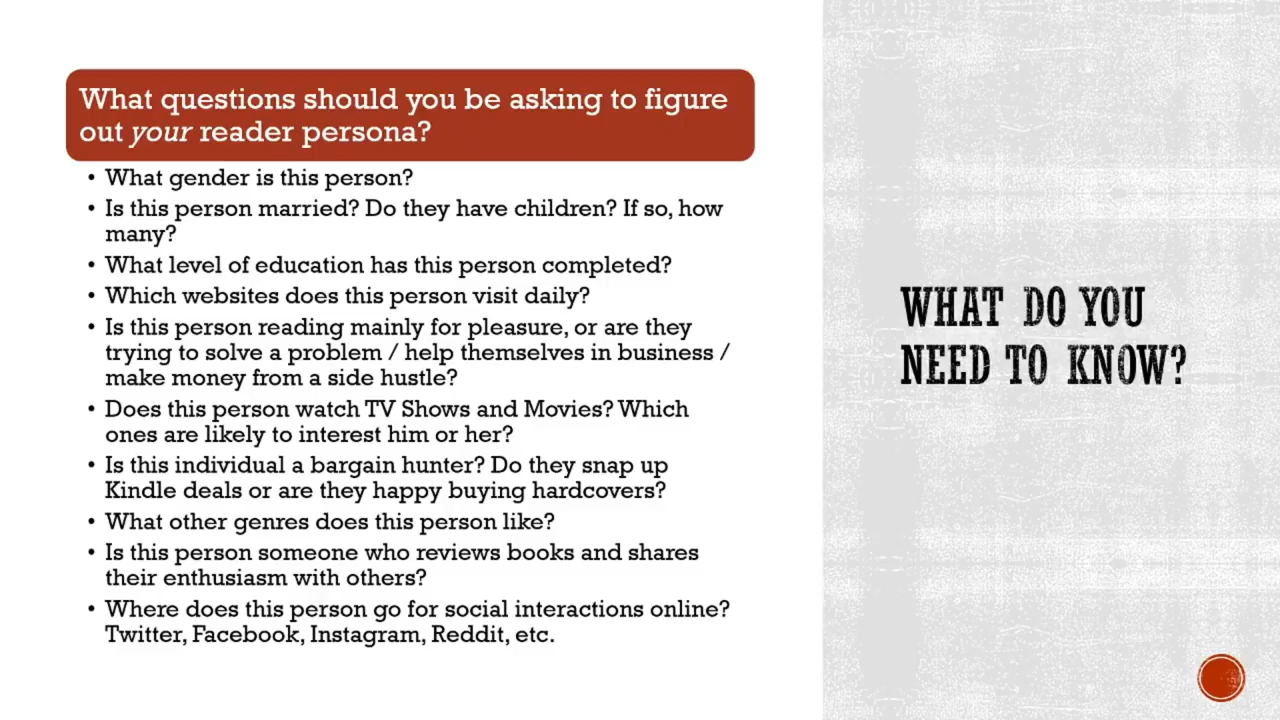 What questions should you be asking to figure
out your reader persona?
• What gender is this person?
• Is this person married? Do they have children? If so, how
many?
• What level of education has this person completed?
• Which websites does this person visit daily?
• Is this person reading mainly for pleasure, or are they
trying to solve a problem / help themselves in business /
make money from a side hustle?
• Does this person watch TV Shows and Movies? Which
ones are likely to interest him or her?
• Is this individual a bargain hunter? Do they snap up
Kindle deals or are they happy buying hardcovers?
• What other genres does this person like?
• Is this person someone who reviews books and shares
their enthusiasm with others?
• Where does this person go for social interactions online?
Twitter, Facebook, Instagram, Reddit, etc.
WHAT DO YOU
NEED TO KNOW?